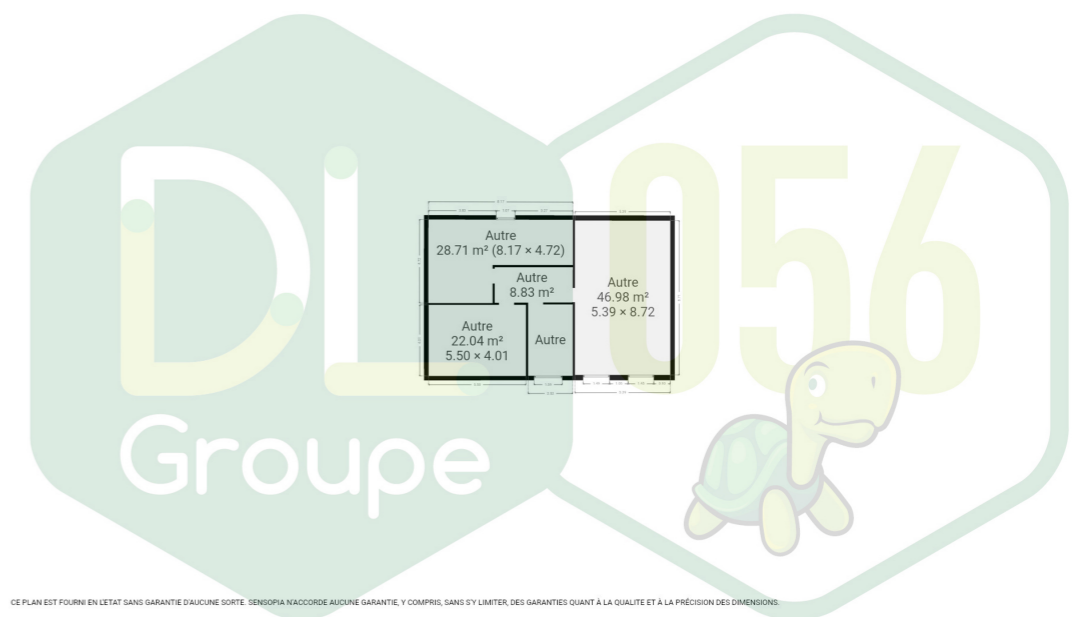 DL
056
Groupe
Autre
28.71 m² (8.17 × 4.72)
Autre
8.83 m²
Autre
46.98 m²
5.39 × 8.72
Autre
22.04 m²
5.50 × 4.01
Autre
CE PLAN EST FOURNI EN L'ETAT SANS GARANTIE D'AUCUNE SORTE. SENSOPIA N'ACCORDE AUCUNE GARANTIE, Y COMPRIS, SANS S'Y LIMITER, DES GARANTIES QUANT À LA QUALITE ET À LA PRÉCISION DES DIMENSIONS.